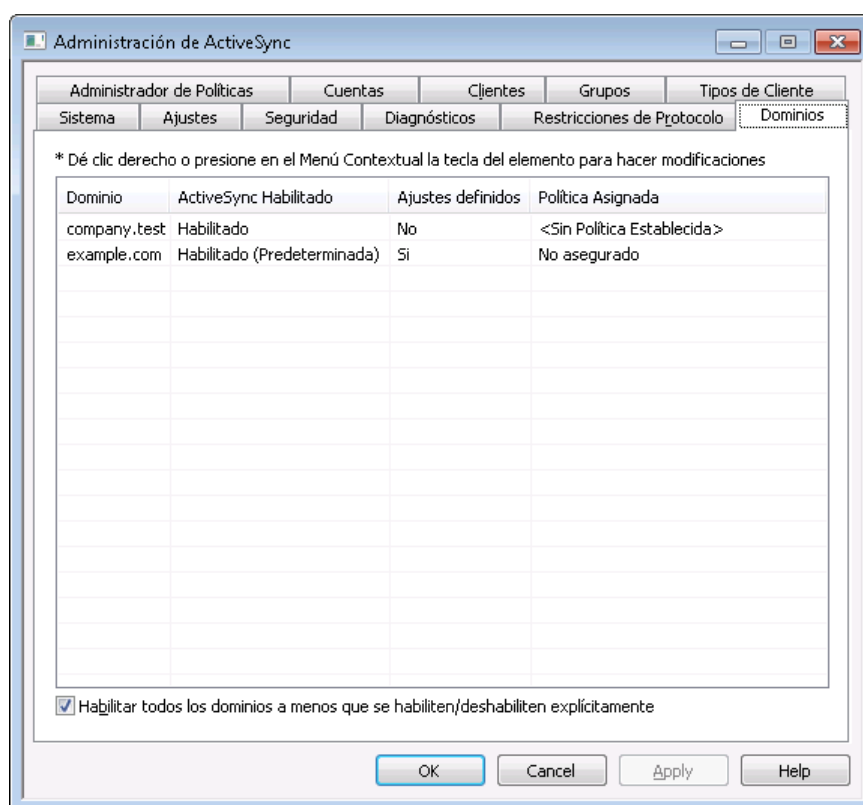 Administración de ActiveSync
Administrador de Políticas Cuentas Clientes Grupos Tipos de Cliente
Sistema Ajustes Seguridad Diagnósticos Restricciones de Protocolo Dominios
* Dé clic derecho o presione en el Menú Contextual la tecla del elemento para hacer modificaciones
Dominio ActiveSync Habilitado Ajustes definidos Política Asignada
company.test Habilitado No <Sin Política Establecida>
example.com Habilitado (Predeterminada) Si No asegurado
Habilitar todos los dominios a menos que se habiliten/deshabiliten explícitamente
OK Cancel Apply Help